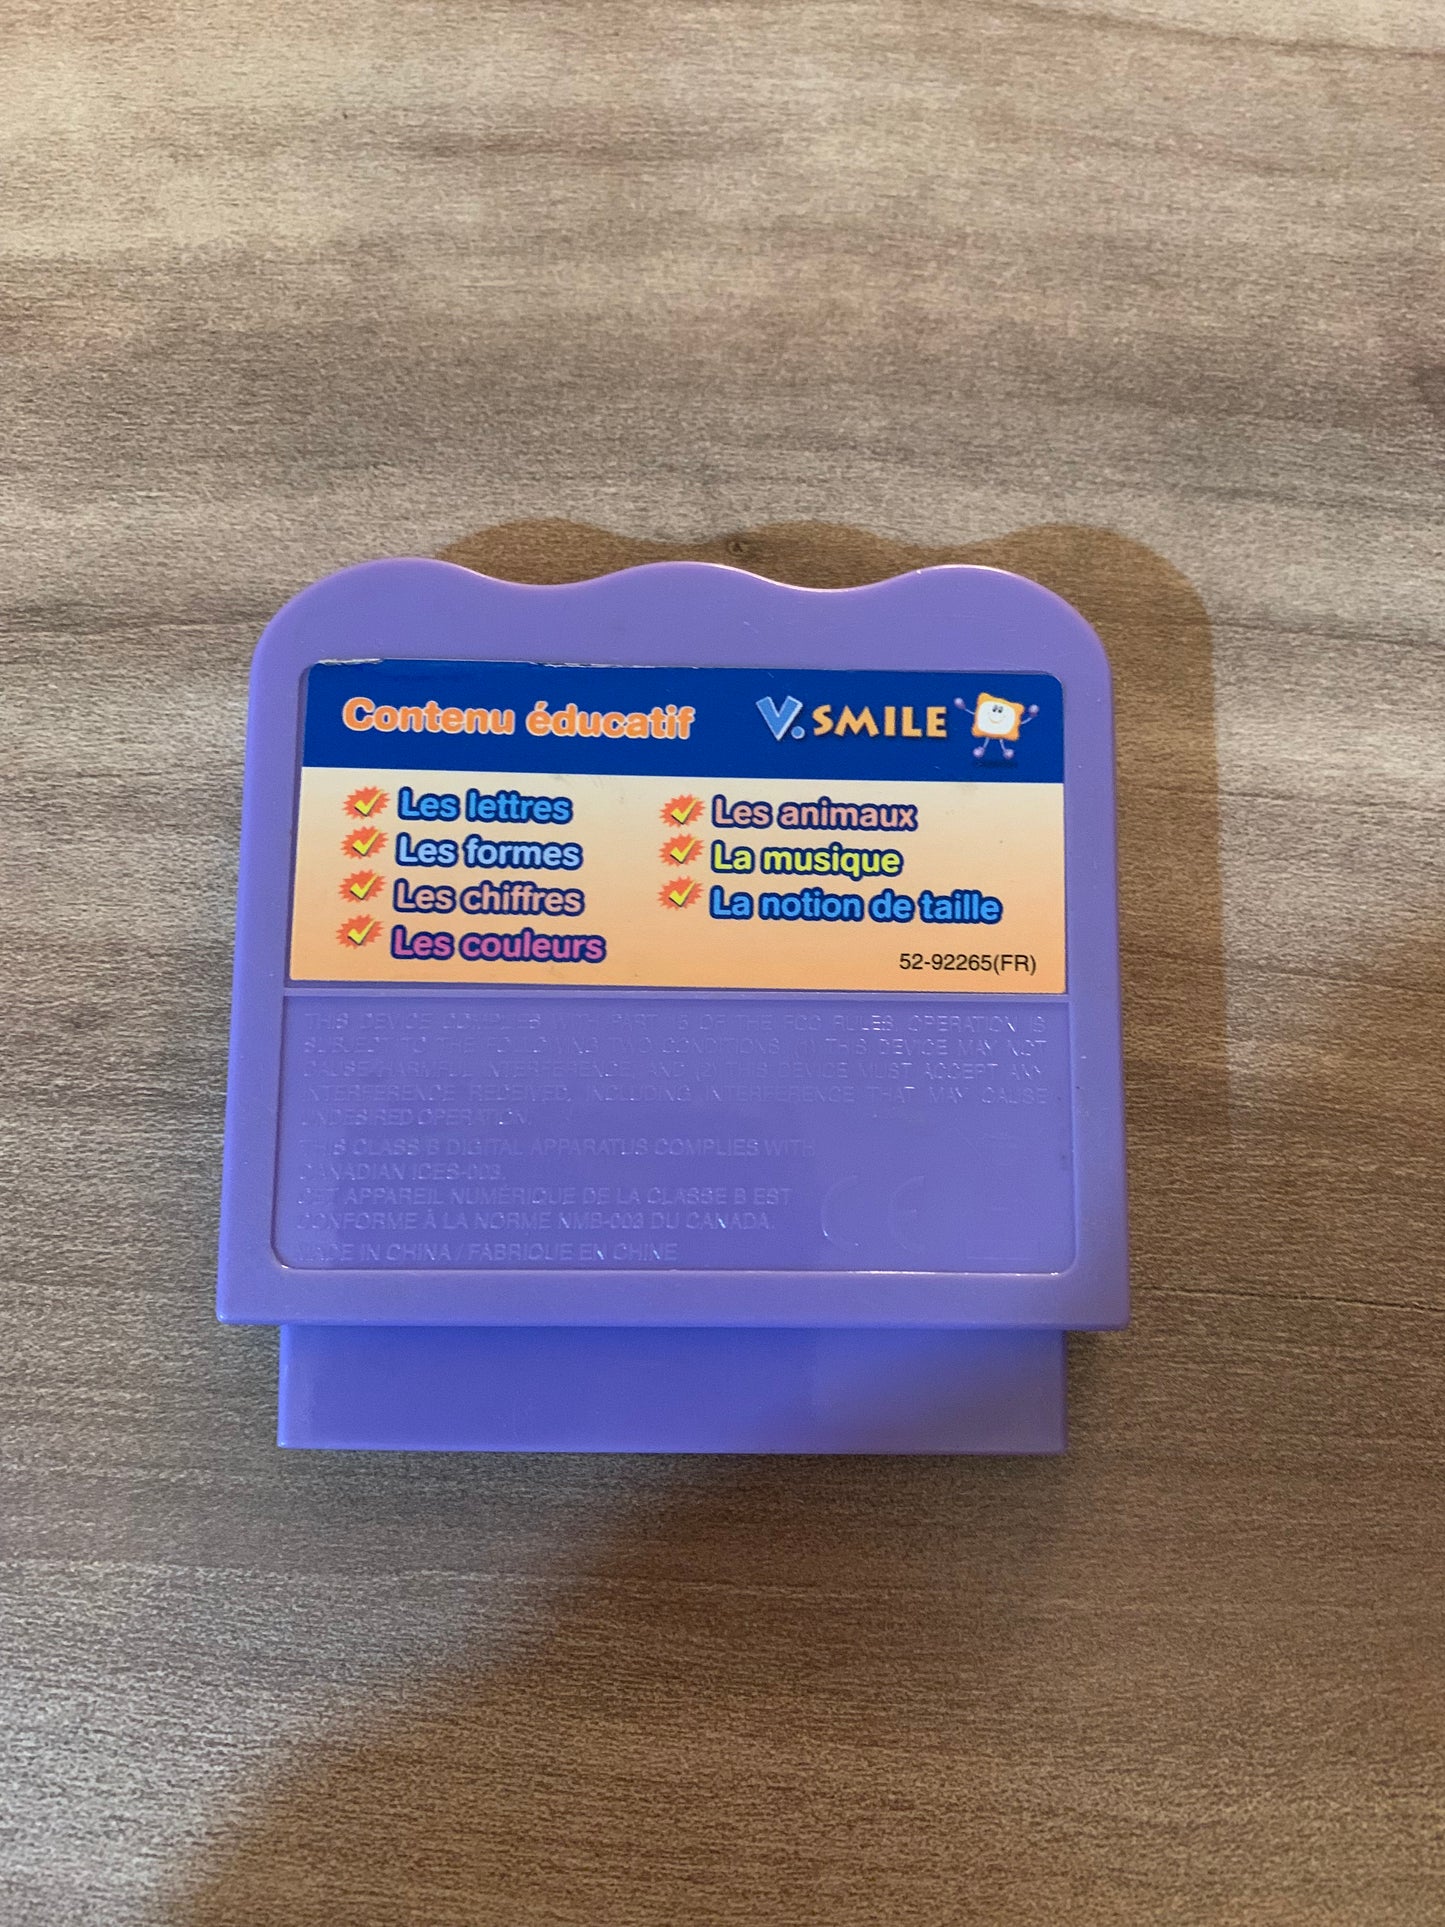 Contenu éducatif
V.SMILE
Les lettres
Les formes
Les chiffres
Les couleurs
Les animaux
La musique
La notion de taille
52-92265(FR)
THIS DEVICE COMPLIES WITH PART 15 OF THE FCC RULES. OPERATION IS
SUBJECT TO THE FOLLOWING TWO CONDITIONS: (1) THIS DEVICE MAY NOT
CAUSE HARMFUL INTERFERENCE, AND (2) THIS DEVICE MUST ACCEPT ANY
INTERFERENCE RECEIVED, INCLUDING INTERFERENCE THAT MAY CAUSE
UNDESIRED OPERATION.
THIS CLASS B DIGITAL APPARATUS COMPLIES WITH
CANADIAN ICES-003.
CET APPAREIL NUMÉRIQUE DE LA CLASSE B EST
CONFORME À LA NORME NMB-003 DU CANADA.
MADE IN CHINA / FABRIQUE EN CHINE
CE